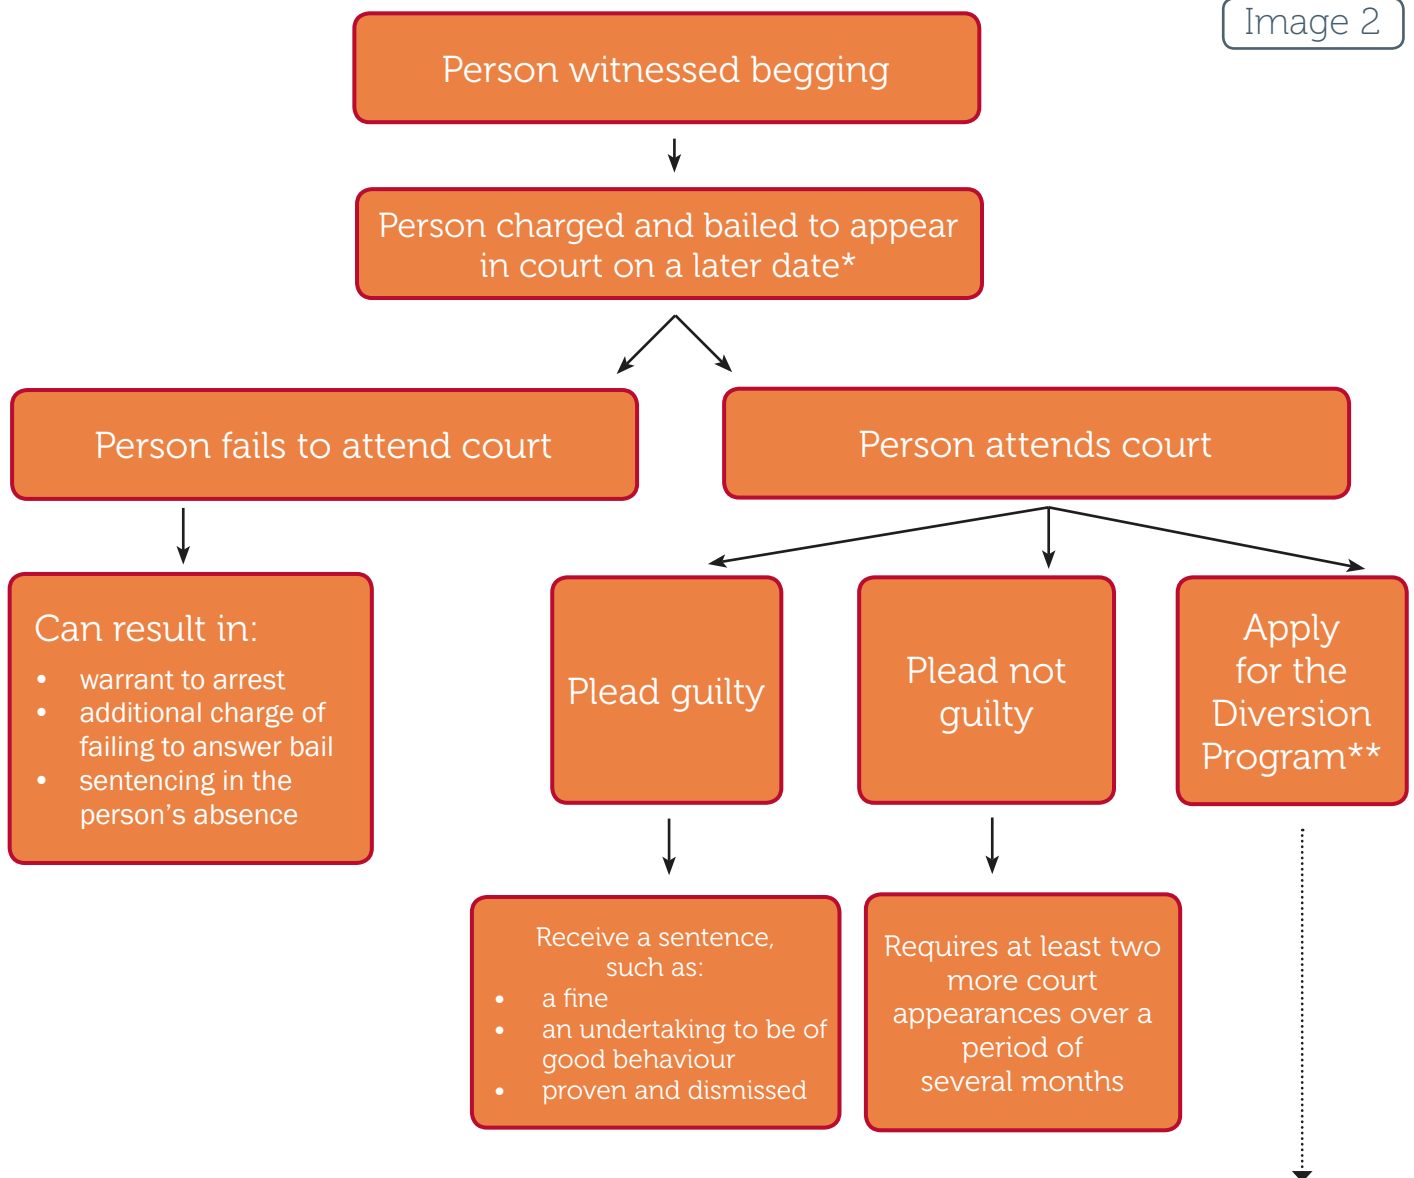 Image 2
Person witnessed begging
Person charged and bailed to appear
in court on a later date*
Person fails to attend court
Person attends court
Can result in:
• warrant to arrest
• additional charge of
failing to answer bail
• sentencing in the
person's absence
Plead guilty
Plead not
guilty
Apply
for the
Diversion
Program**
Receive a sentence,
such as:
• a fine
• an undertaking to be of
good behaviour
• proven and dismissed
Requires at least two
more court
appearances over a
period of
several months